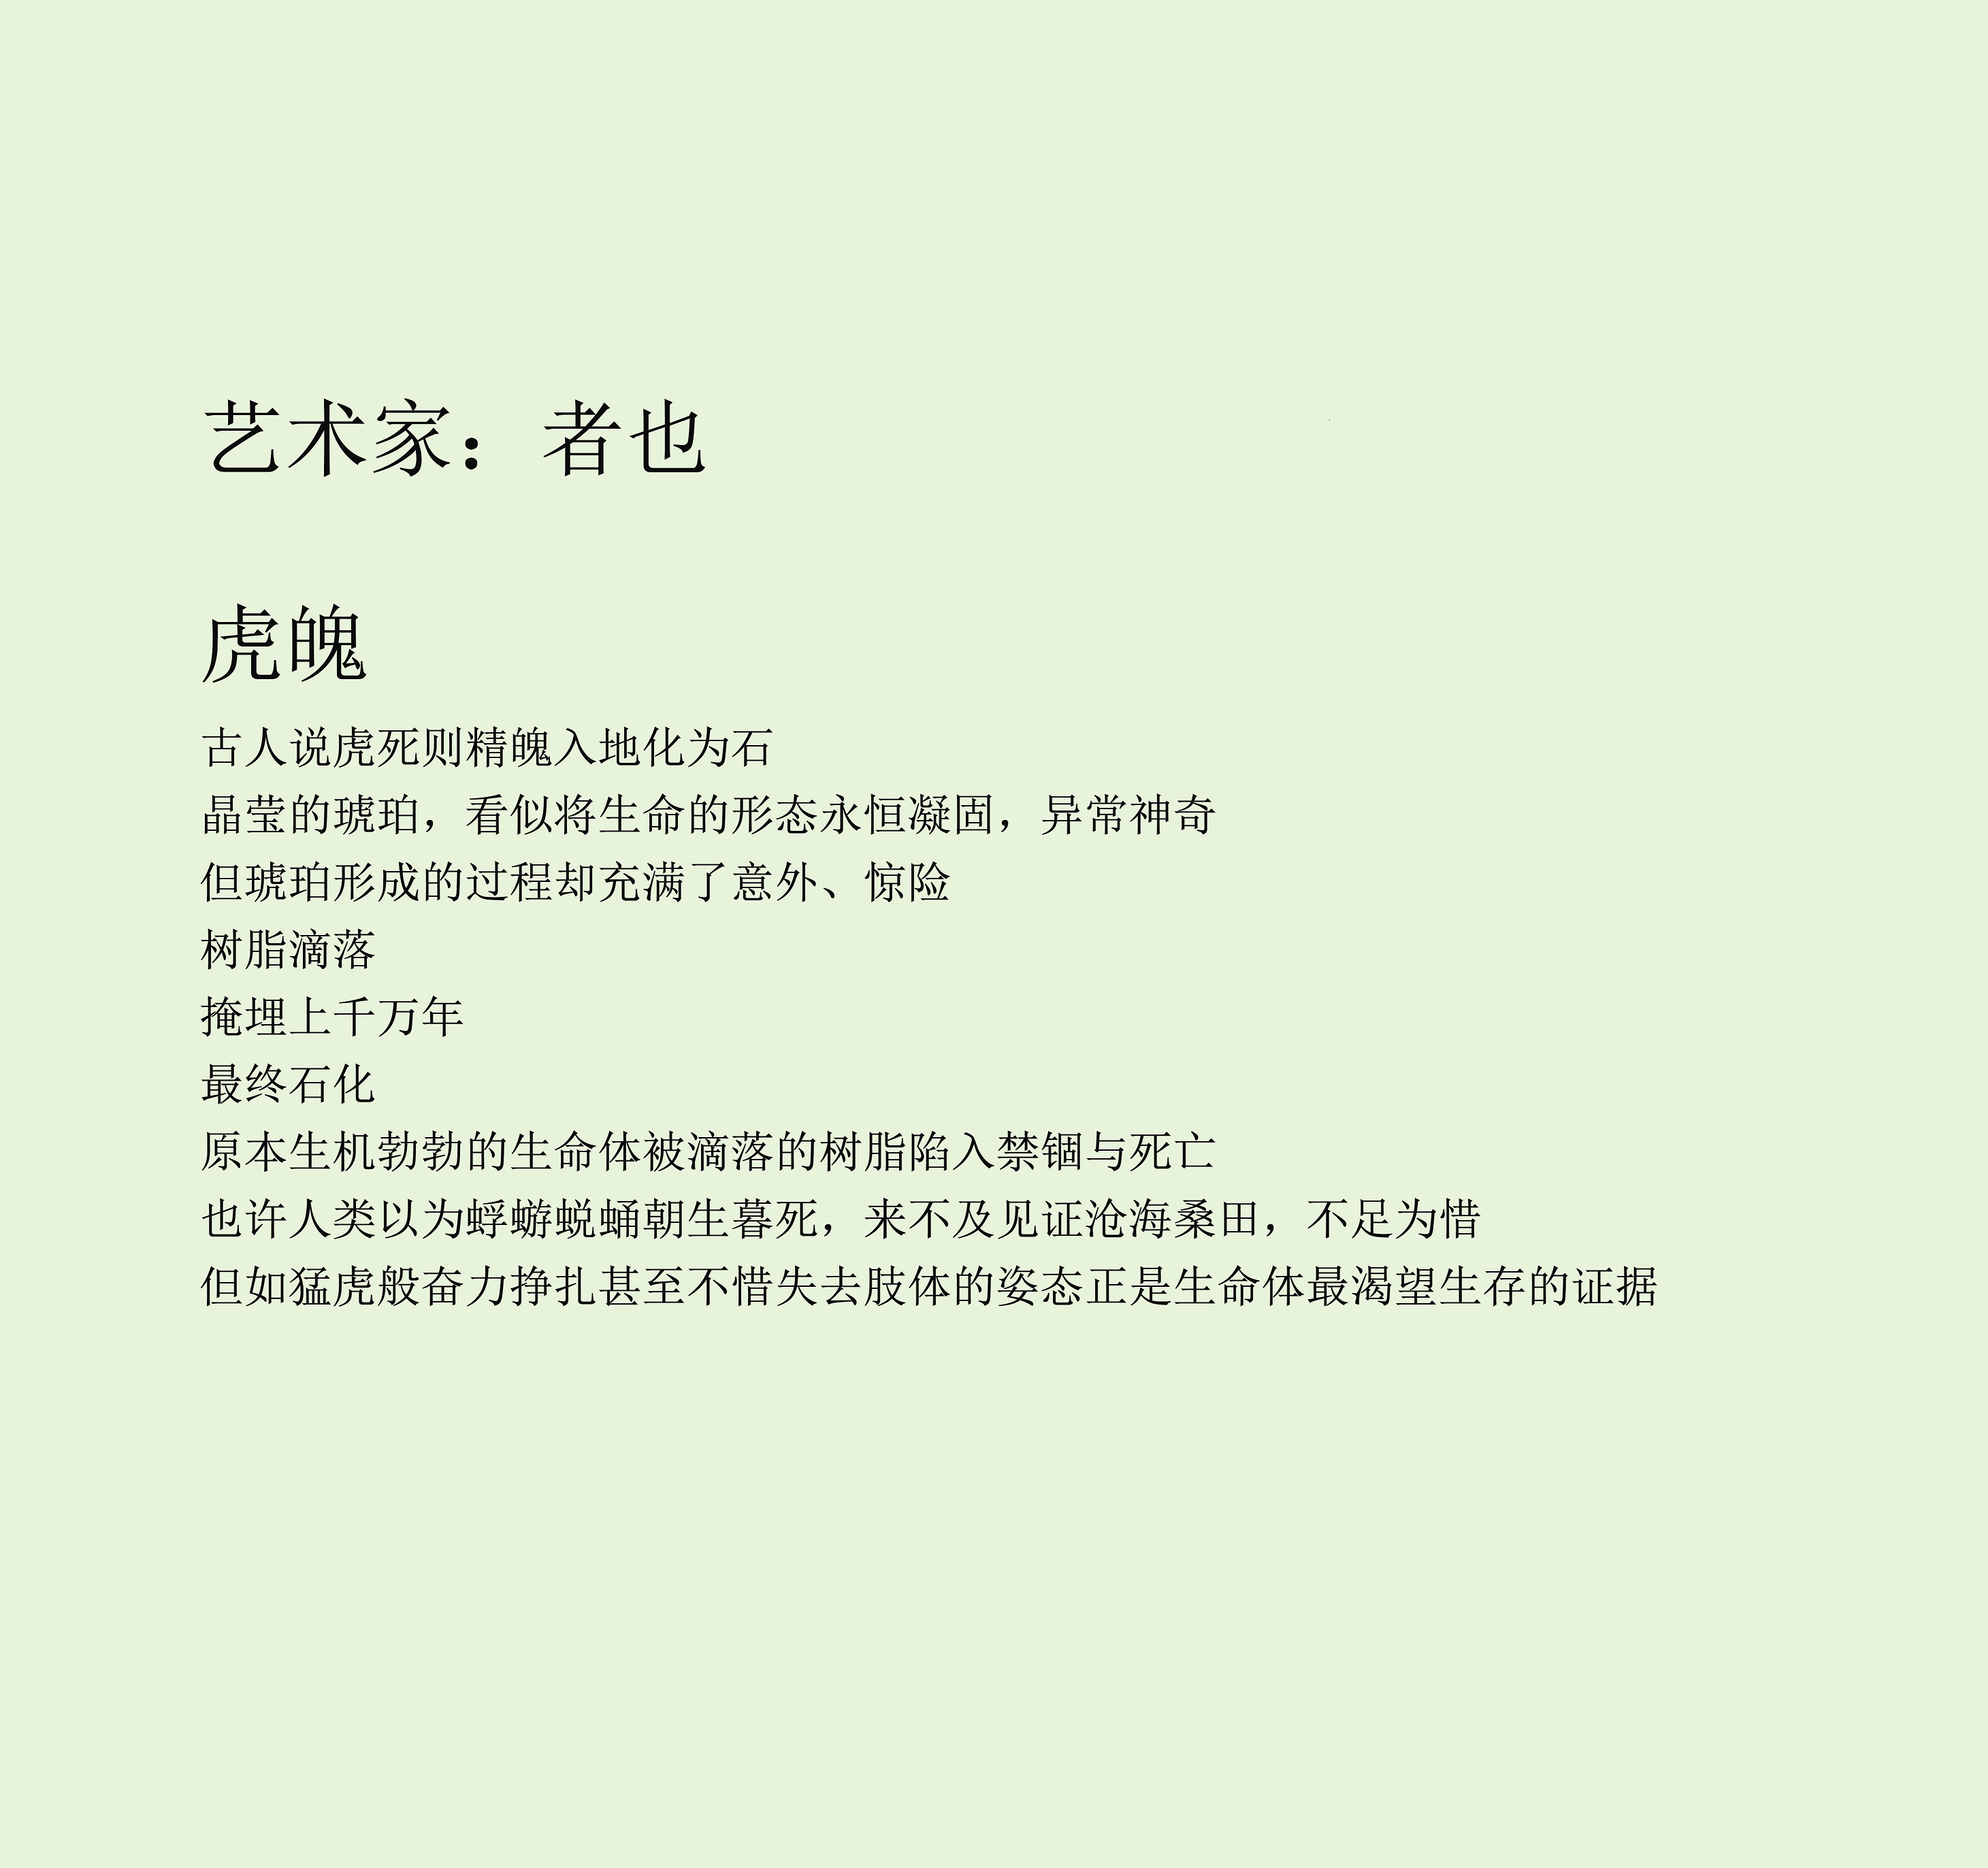 艺术家：者也
虎魄
古人说虎死则精魄入地化为石
晶莹的琥珀，看似将生命的形态永恒凝固，异常神奇
但琥珀形成的过程却充满了意外、惊险
树脂滴落
掩埋上千万年
最终石化
原本生机勃勃的生命体被滴落的树脂陷入禁锢与死亡
也许人类以为蜉蝣蜕蛹朝生暮死，来不及见证沧海桑田，不足为惜
但如猛虎般奋力挣扎甚至不惜失去肢体的姿态正是生命体最渴望生存的证据